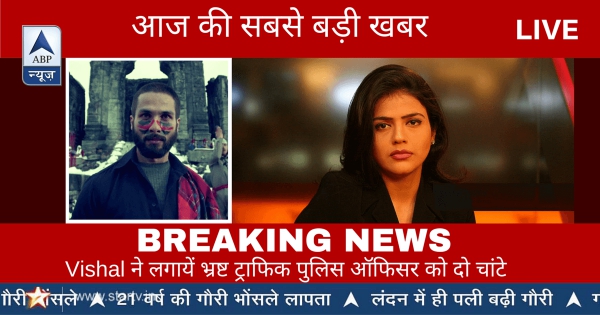 आज की सबसे बड़ी खबर
LIVE
ABP
न्यूज़
BREAKING NEWS
Vishal ने लगायें भ्रष्ट ट्राफिक पुलिस ऑफिसर को दो चांटे
गौरी भोंसले 21 वर्ष की गौरी भोंसले लापता लंदन में ही पली बढ़ी गौरी